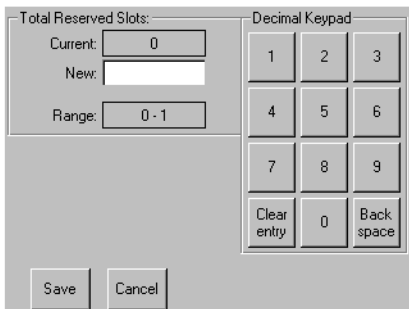 Total Reserved Slots:
Current: 0
New:
Range: 0 - 1
Decimal Keypad
1 2 3
4 5 6
7 8 9
Clear entry 0 Back space
Save Cancel